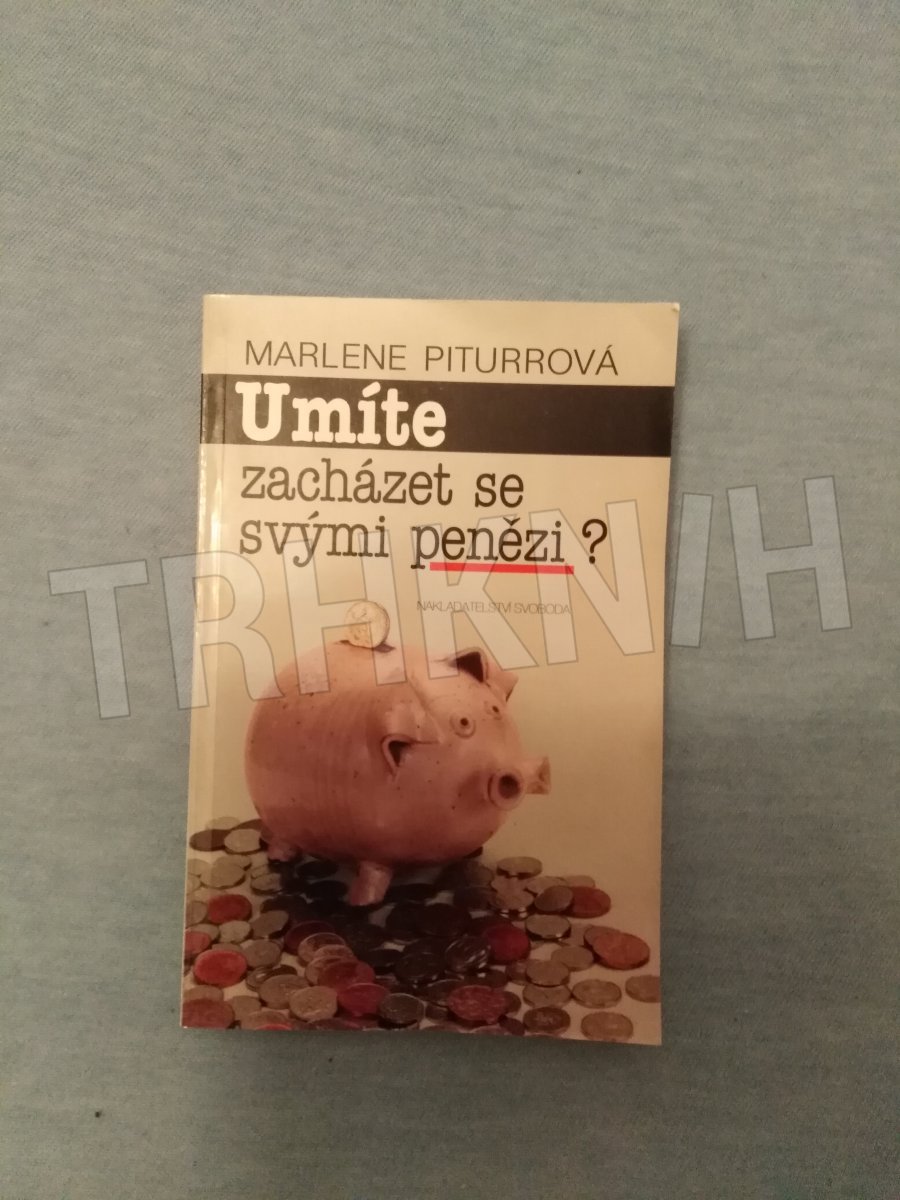 MARLENE PITURROVÁ
Umíte
zacházet se
svými penězi ?
NAKLADATELSTVÍ SVOBODA
TRHKNIH